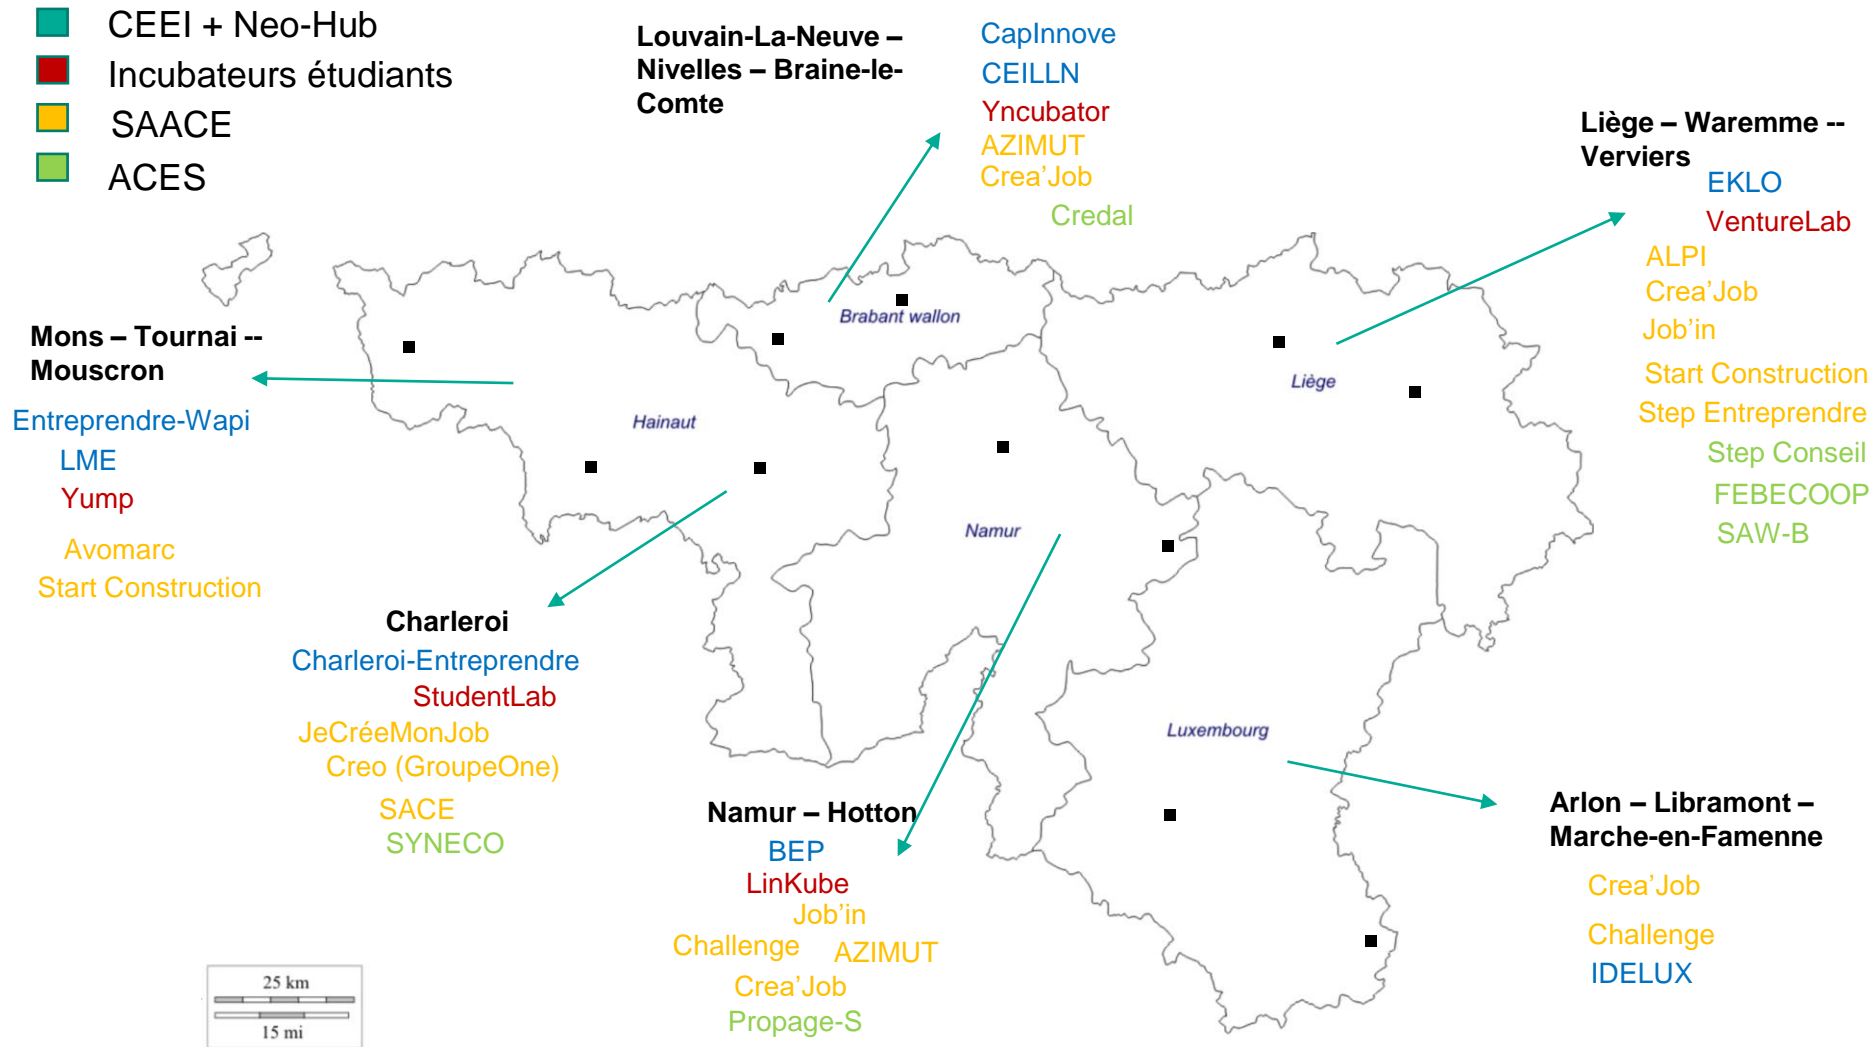 CEEI + Neo-Hub
Incubateurs étudiants
SAACE
ACES
Louvain-La-Neuve –
Nivelles – Braine-le-
Comte
CapInnove
CEILLN
Yncubator
AZIMUT
Crea’Job
Credal
Liège – Waremme --
Verviers
EKLO
VentureLab
ALPI
Crea’Job
Job’in
Start Construction
Step Entreprendre
Step Conseil
FEBECOOP
SAW-B
Mons – Tournai --
Mouscron
Entreprendre-Wapi
LME
Yump
Avomarc
Start Construction
Brabant wallon
Hainaut
Liège
Namur
Luxembourg
Charleroi
Charleroi-Entreprendre
StudentLab
JeCréeMonJob
Creo (GroupeOne)
SACE
SYNECO
Namur – Hotton
BEP
LinKube
Job’in
Challenge AZIMUT
Crea’Job
Propage-S
Arlon – Libramont –
Marche-en-Famenne
Crea’Job
Challenge
IDELUX
25 km
15 mi